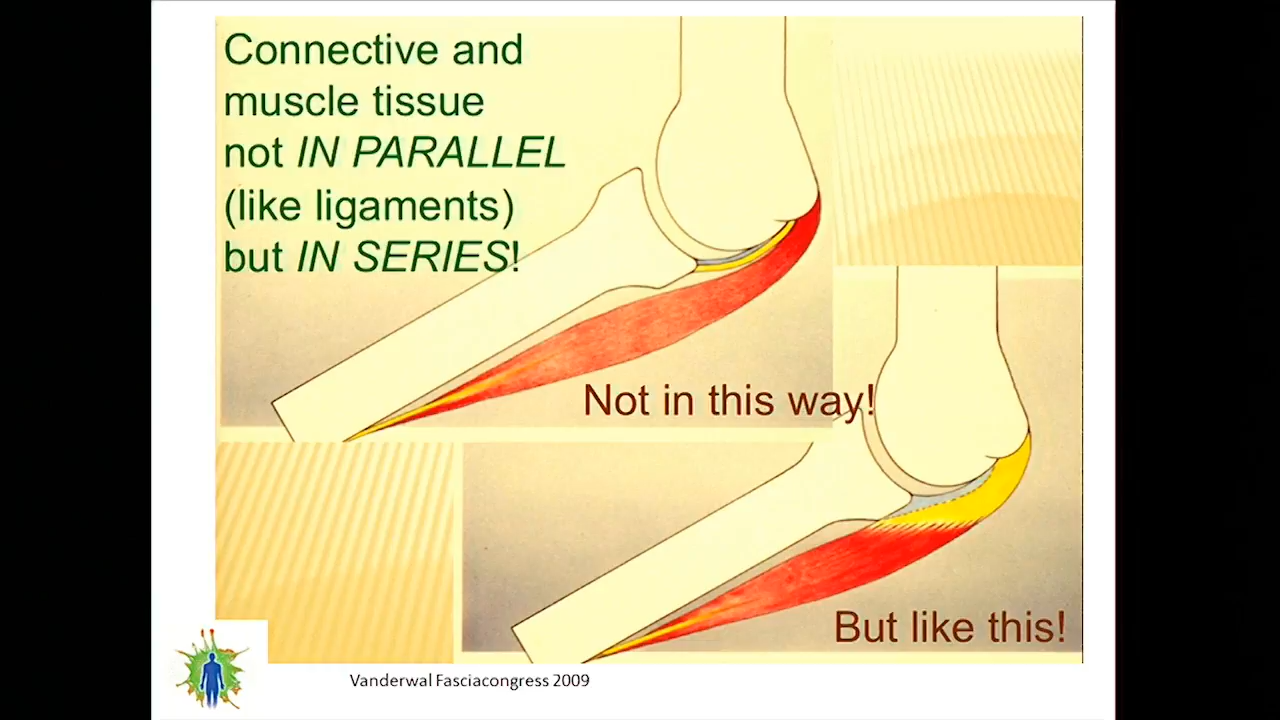 Connective and
muscle tissue
not IN PARALLEL
(like ligaments)
but IN SERIES!
Not in this way!
But like this!
Vanderwal Fasciacongress 2009